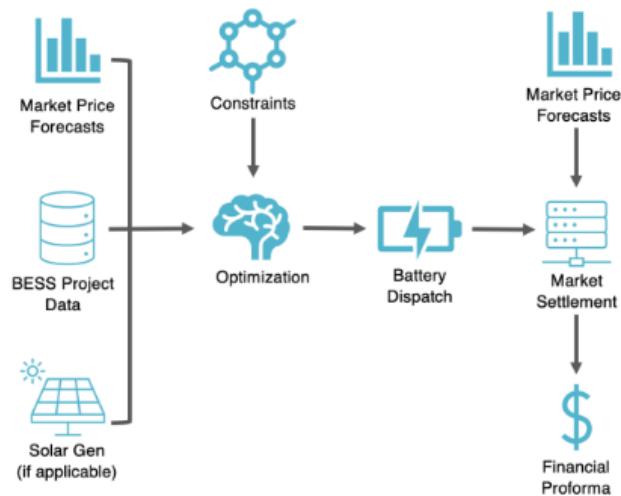 Market Price
Forecasts
Constraints
Market Price
Forecasts
BESS Project
Data
Optimization
Battery
Dispatch
Market
Settlement
Solar Gen
(if applicable)
Financial
Proforma